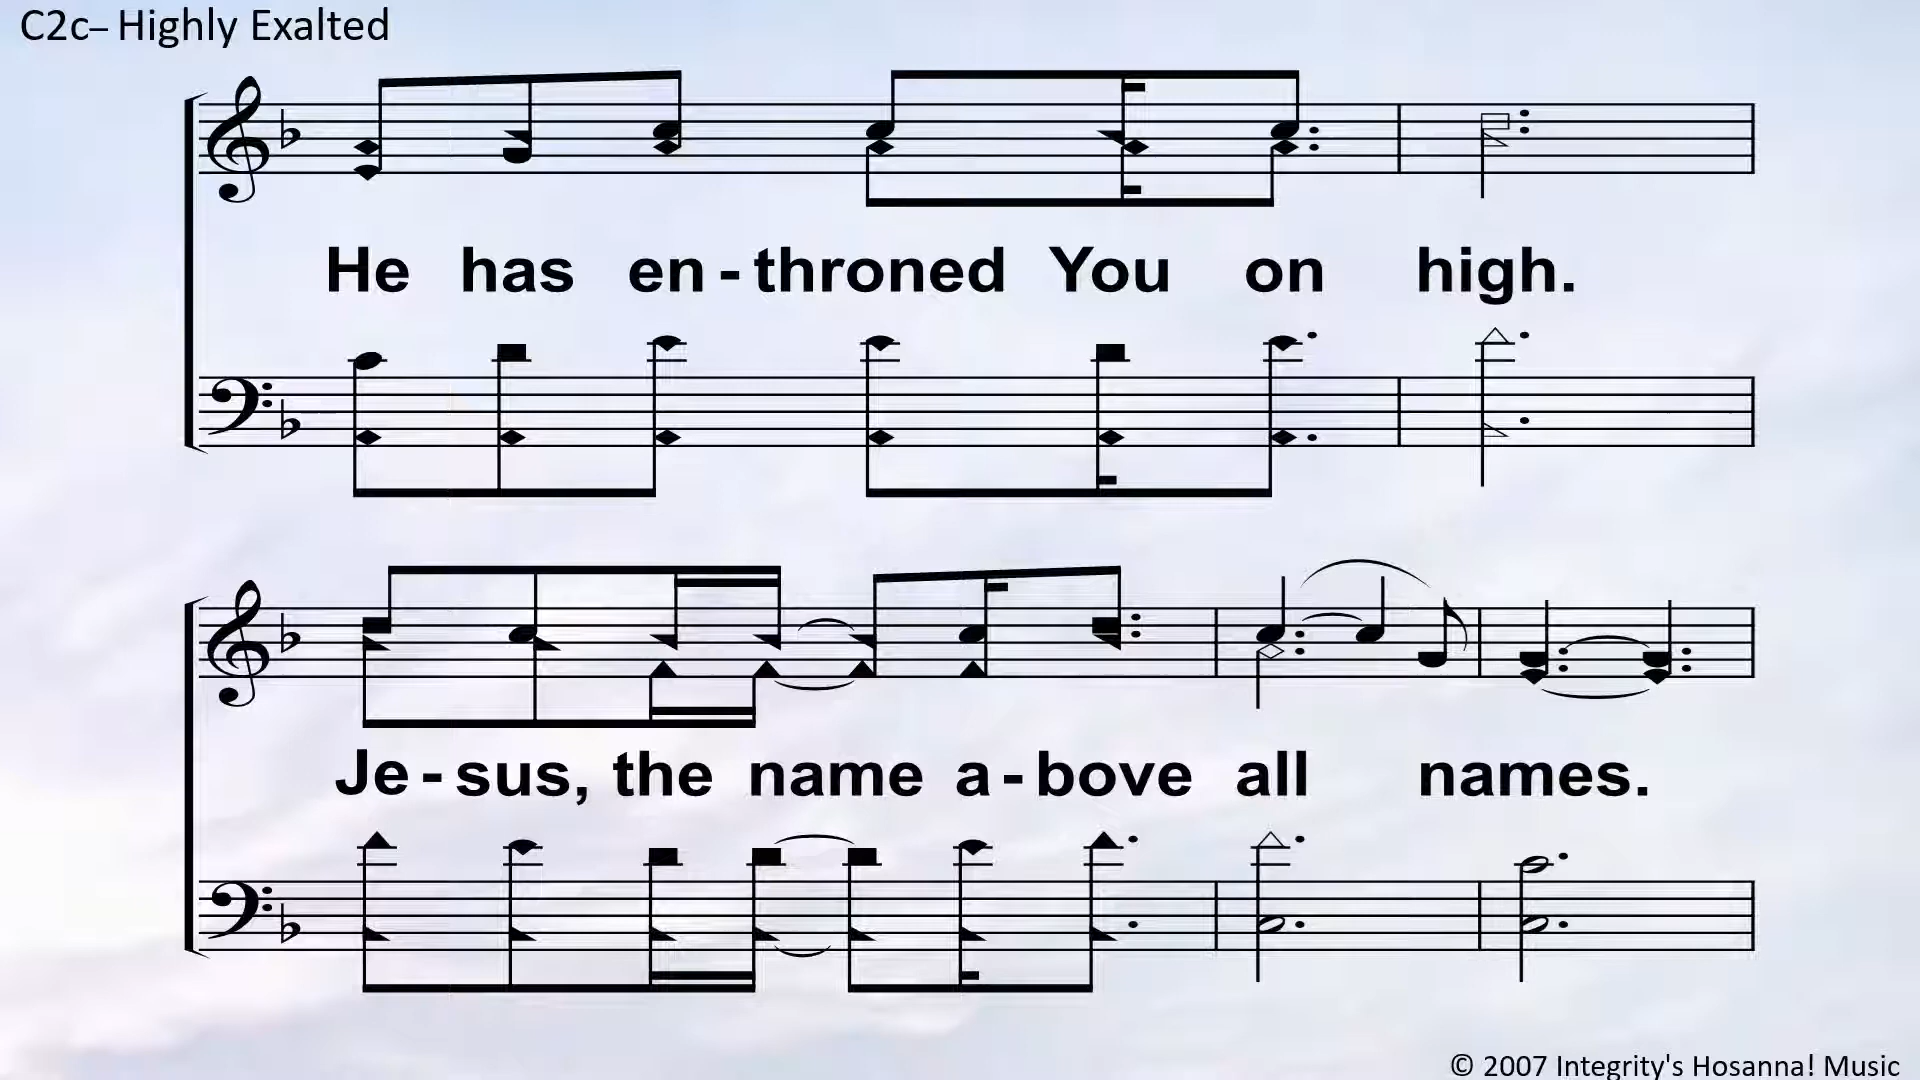 C2c– Highly Exalted
He has en-throned You on high.
Je-sus, the name a-bove all names.
© 2007 Integrity's Hosanna! Music